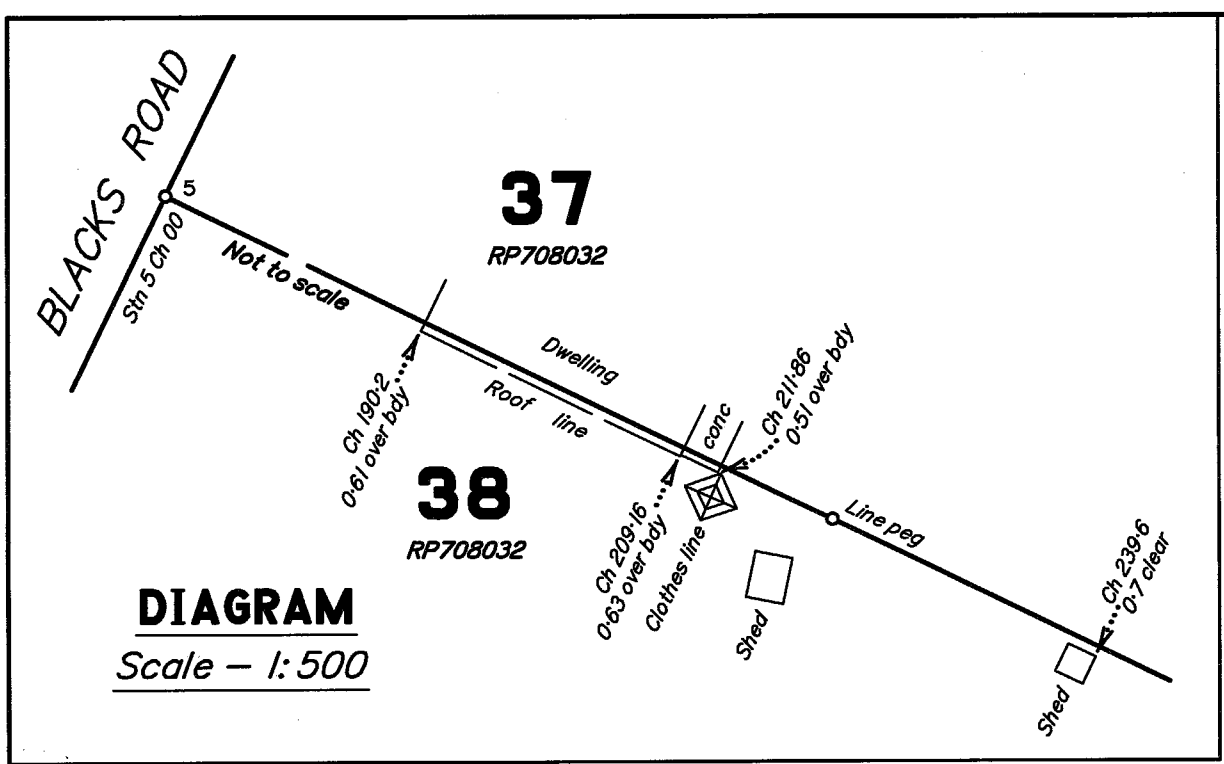 BLACKS ROAD
5
Stn 5 Ch 00
Not to scale
37
RP708032
Dwelling
Roof line
Ch 190·2
0·61 over bdy
38
RP708032
conc
Ch 211·86
0·51 over bdy
Ch 209·16
0·63 over bdy
Clothes line
Line peg
Shed
Ch 239·6
0·7 clear
Shed
DIAGRAM
Scale – 1:500